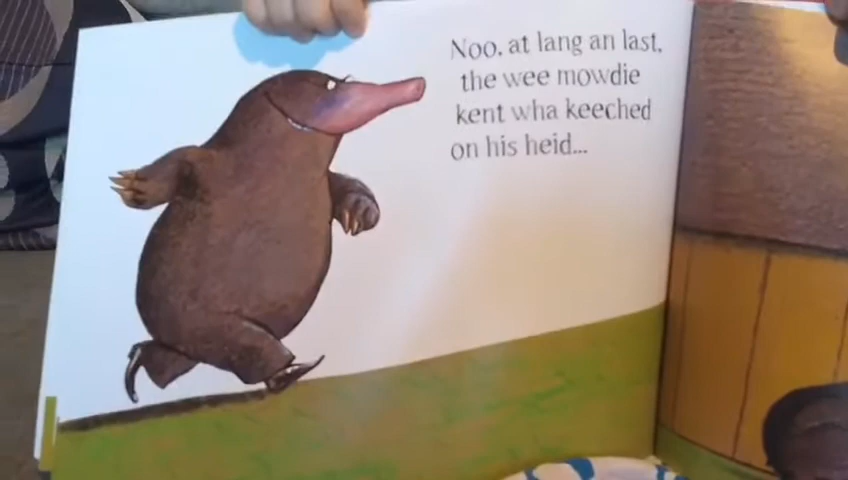 Noo, at lang an last,
the wee mowdie
kent wha keeched
on his heid...